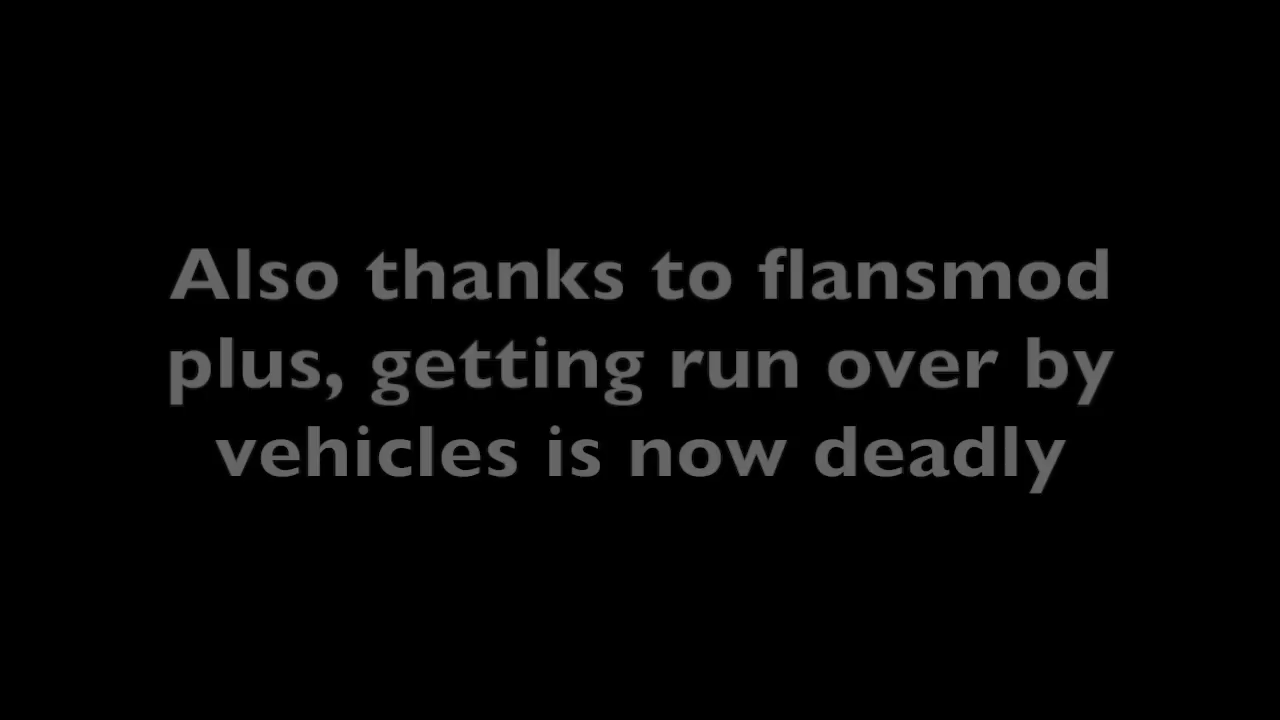 Also thanks to flansmod
plus, getting run over by
vehicles is now deadly